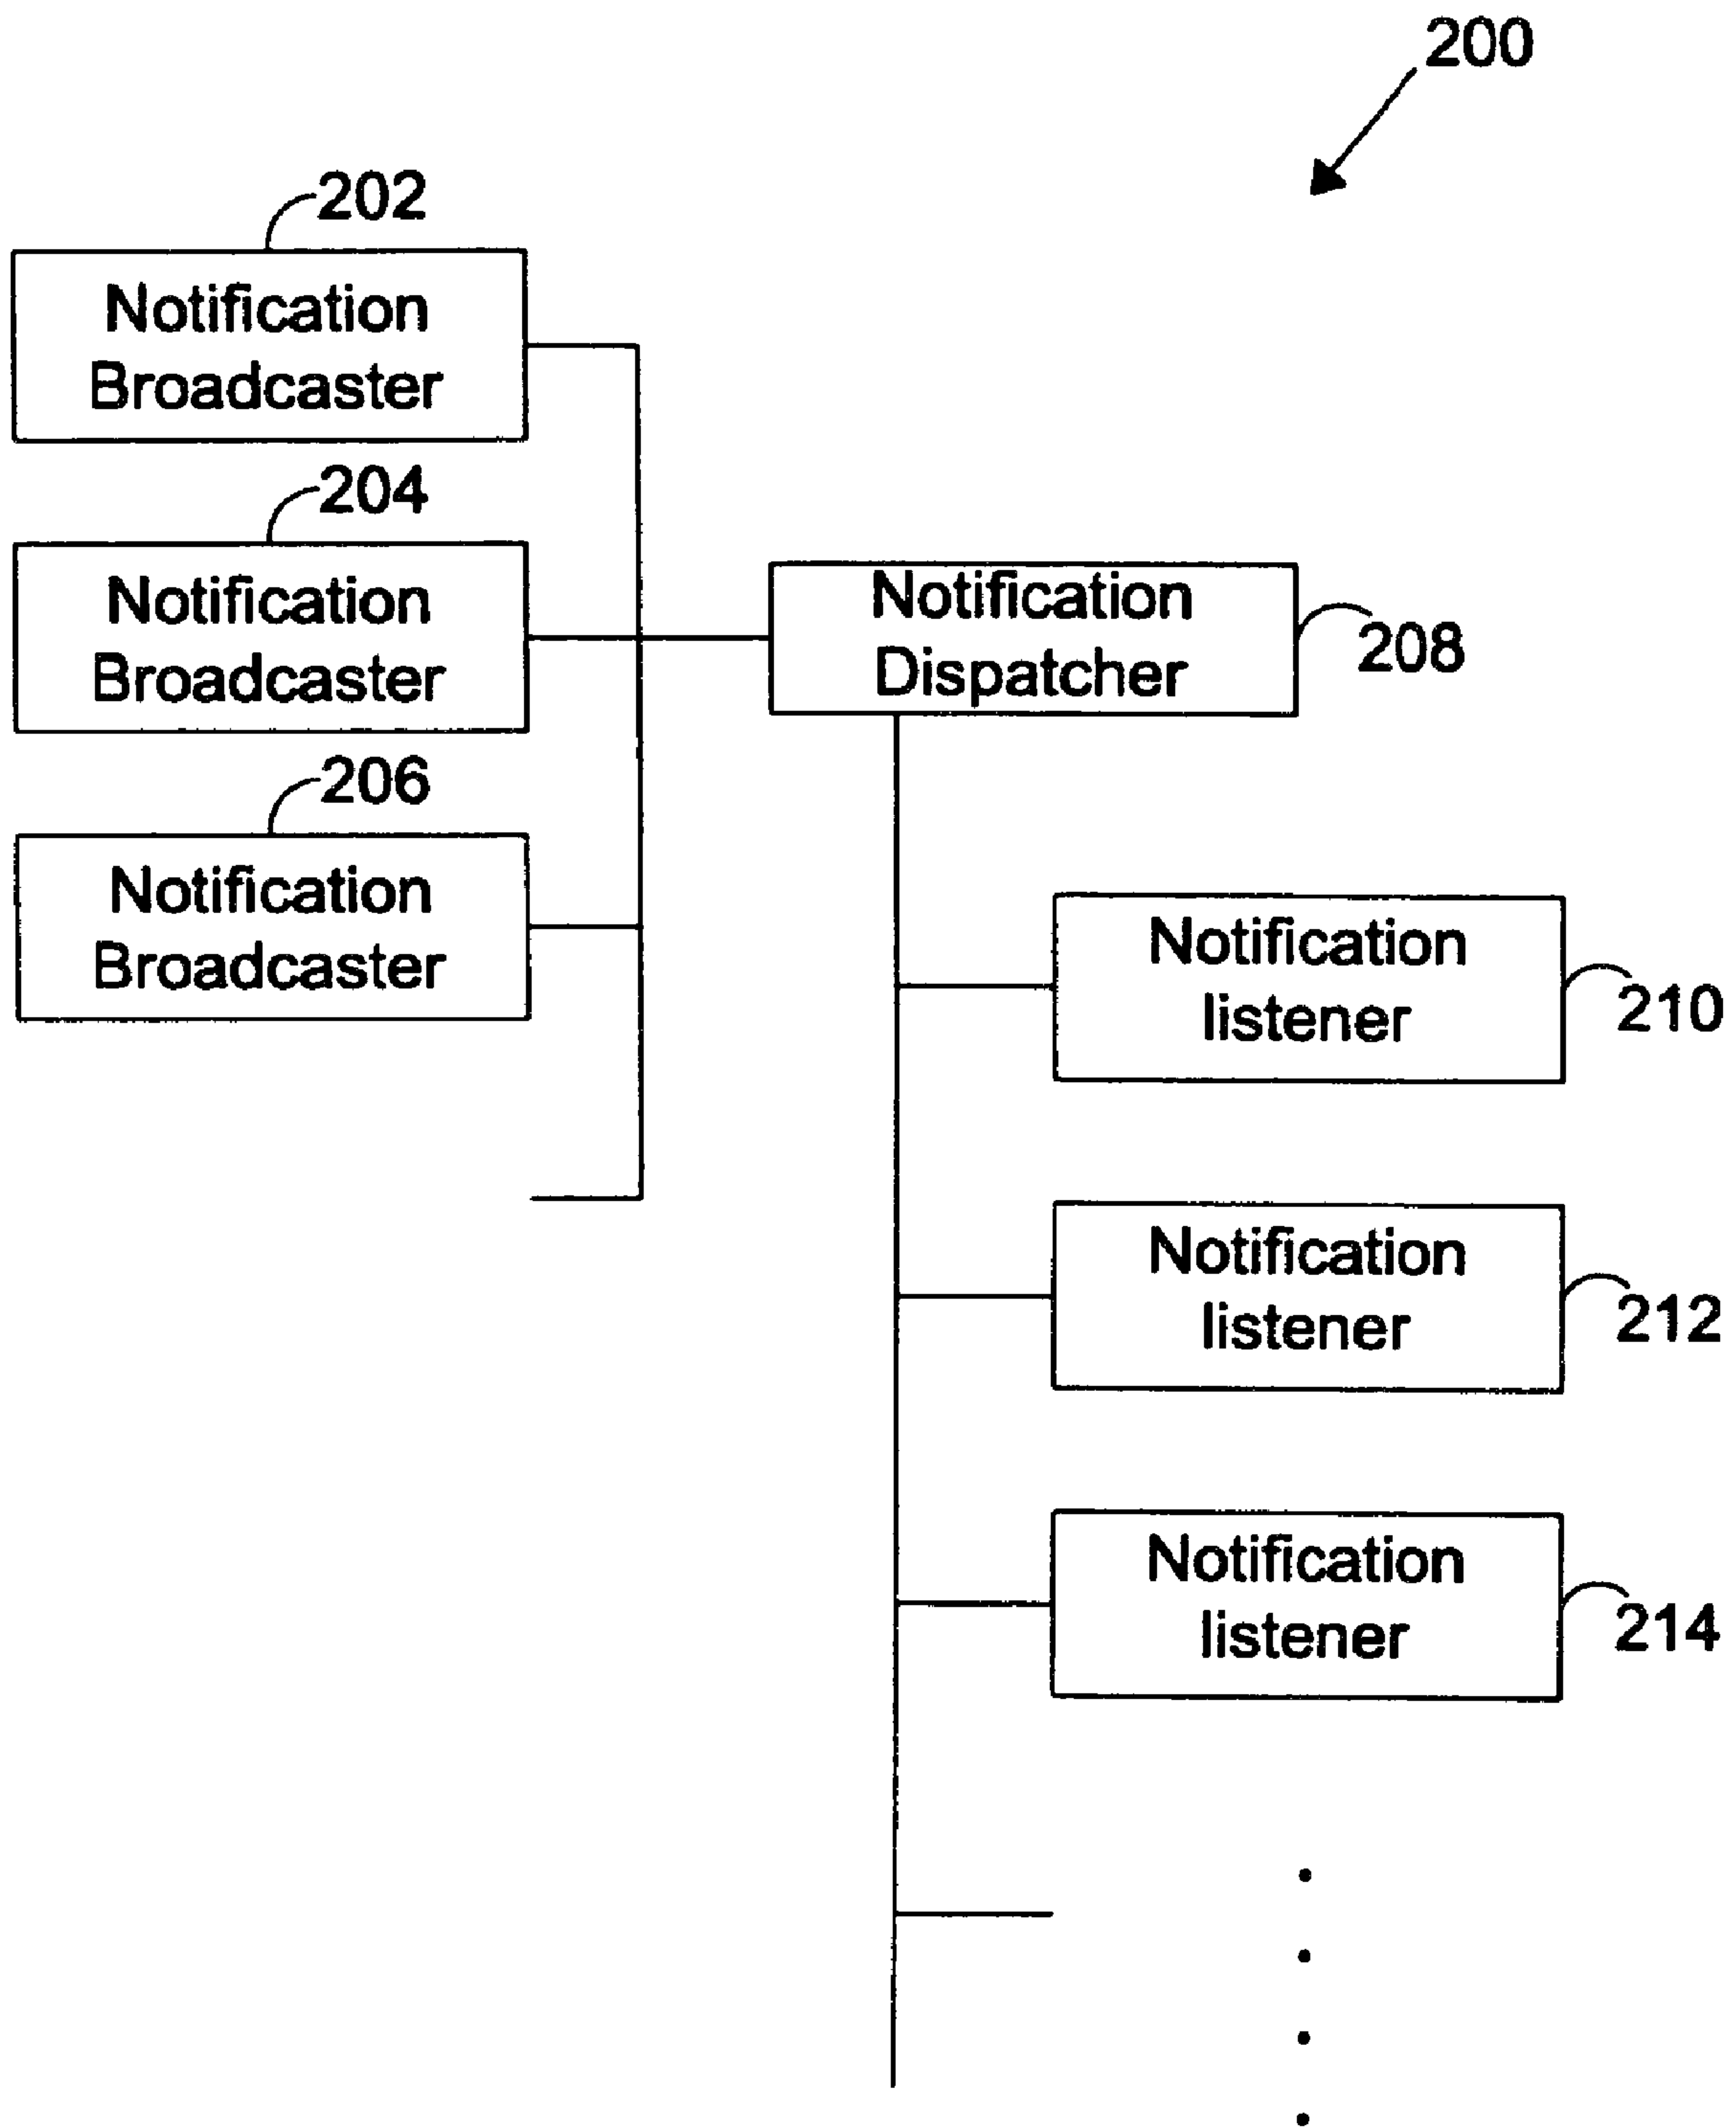 200
202
Notification
Broadcaster
204
Notification
Broadcaster
206
Notification
Broadcaster
Notification
Dispatcher
208
Notification
listener
210
Notification
listener
212
Notification
listener
214